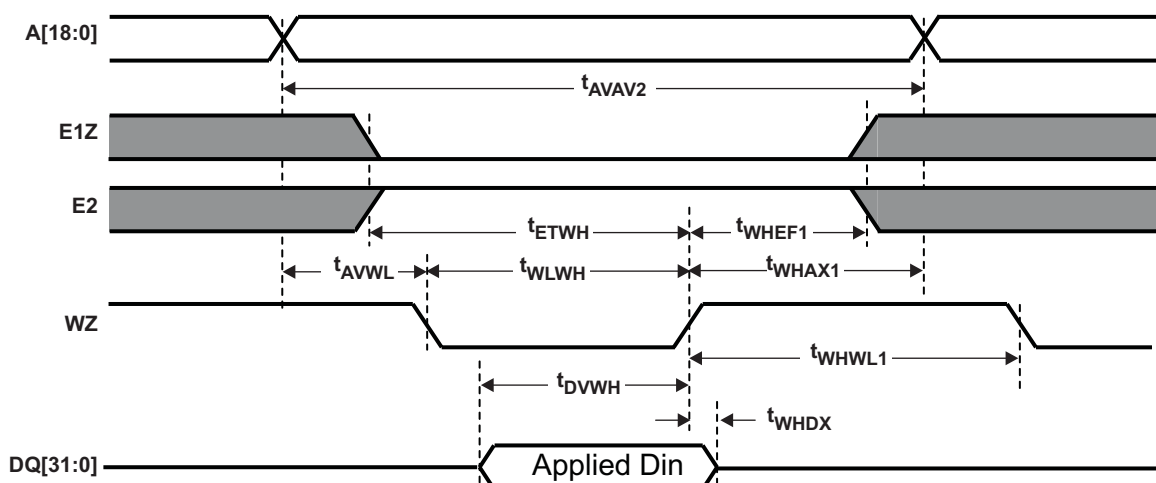 A[18:0]
tAVAV2
E1Z
E2
tETWH
tWHEF1
tAVWL
tWLWH
tWHAX1
WZ
tWHWL1
tDVWH
tWHDX
DQ[31:0]
Applied Din